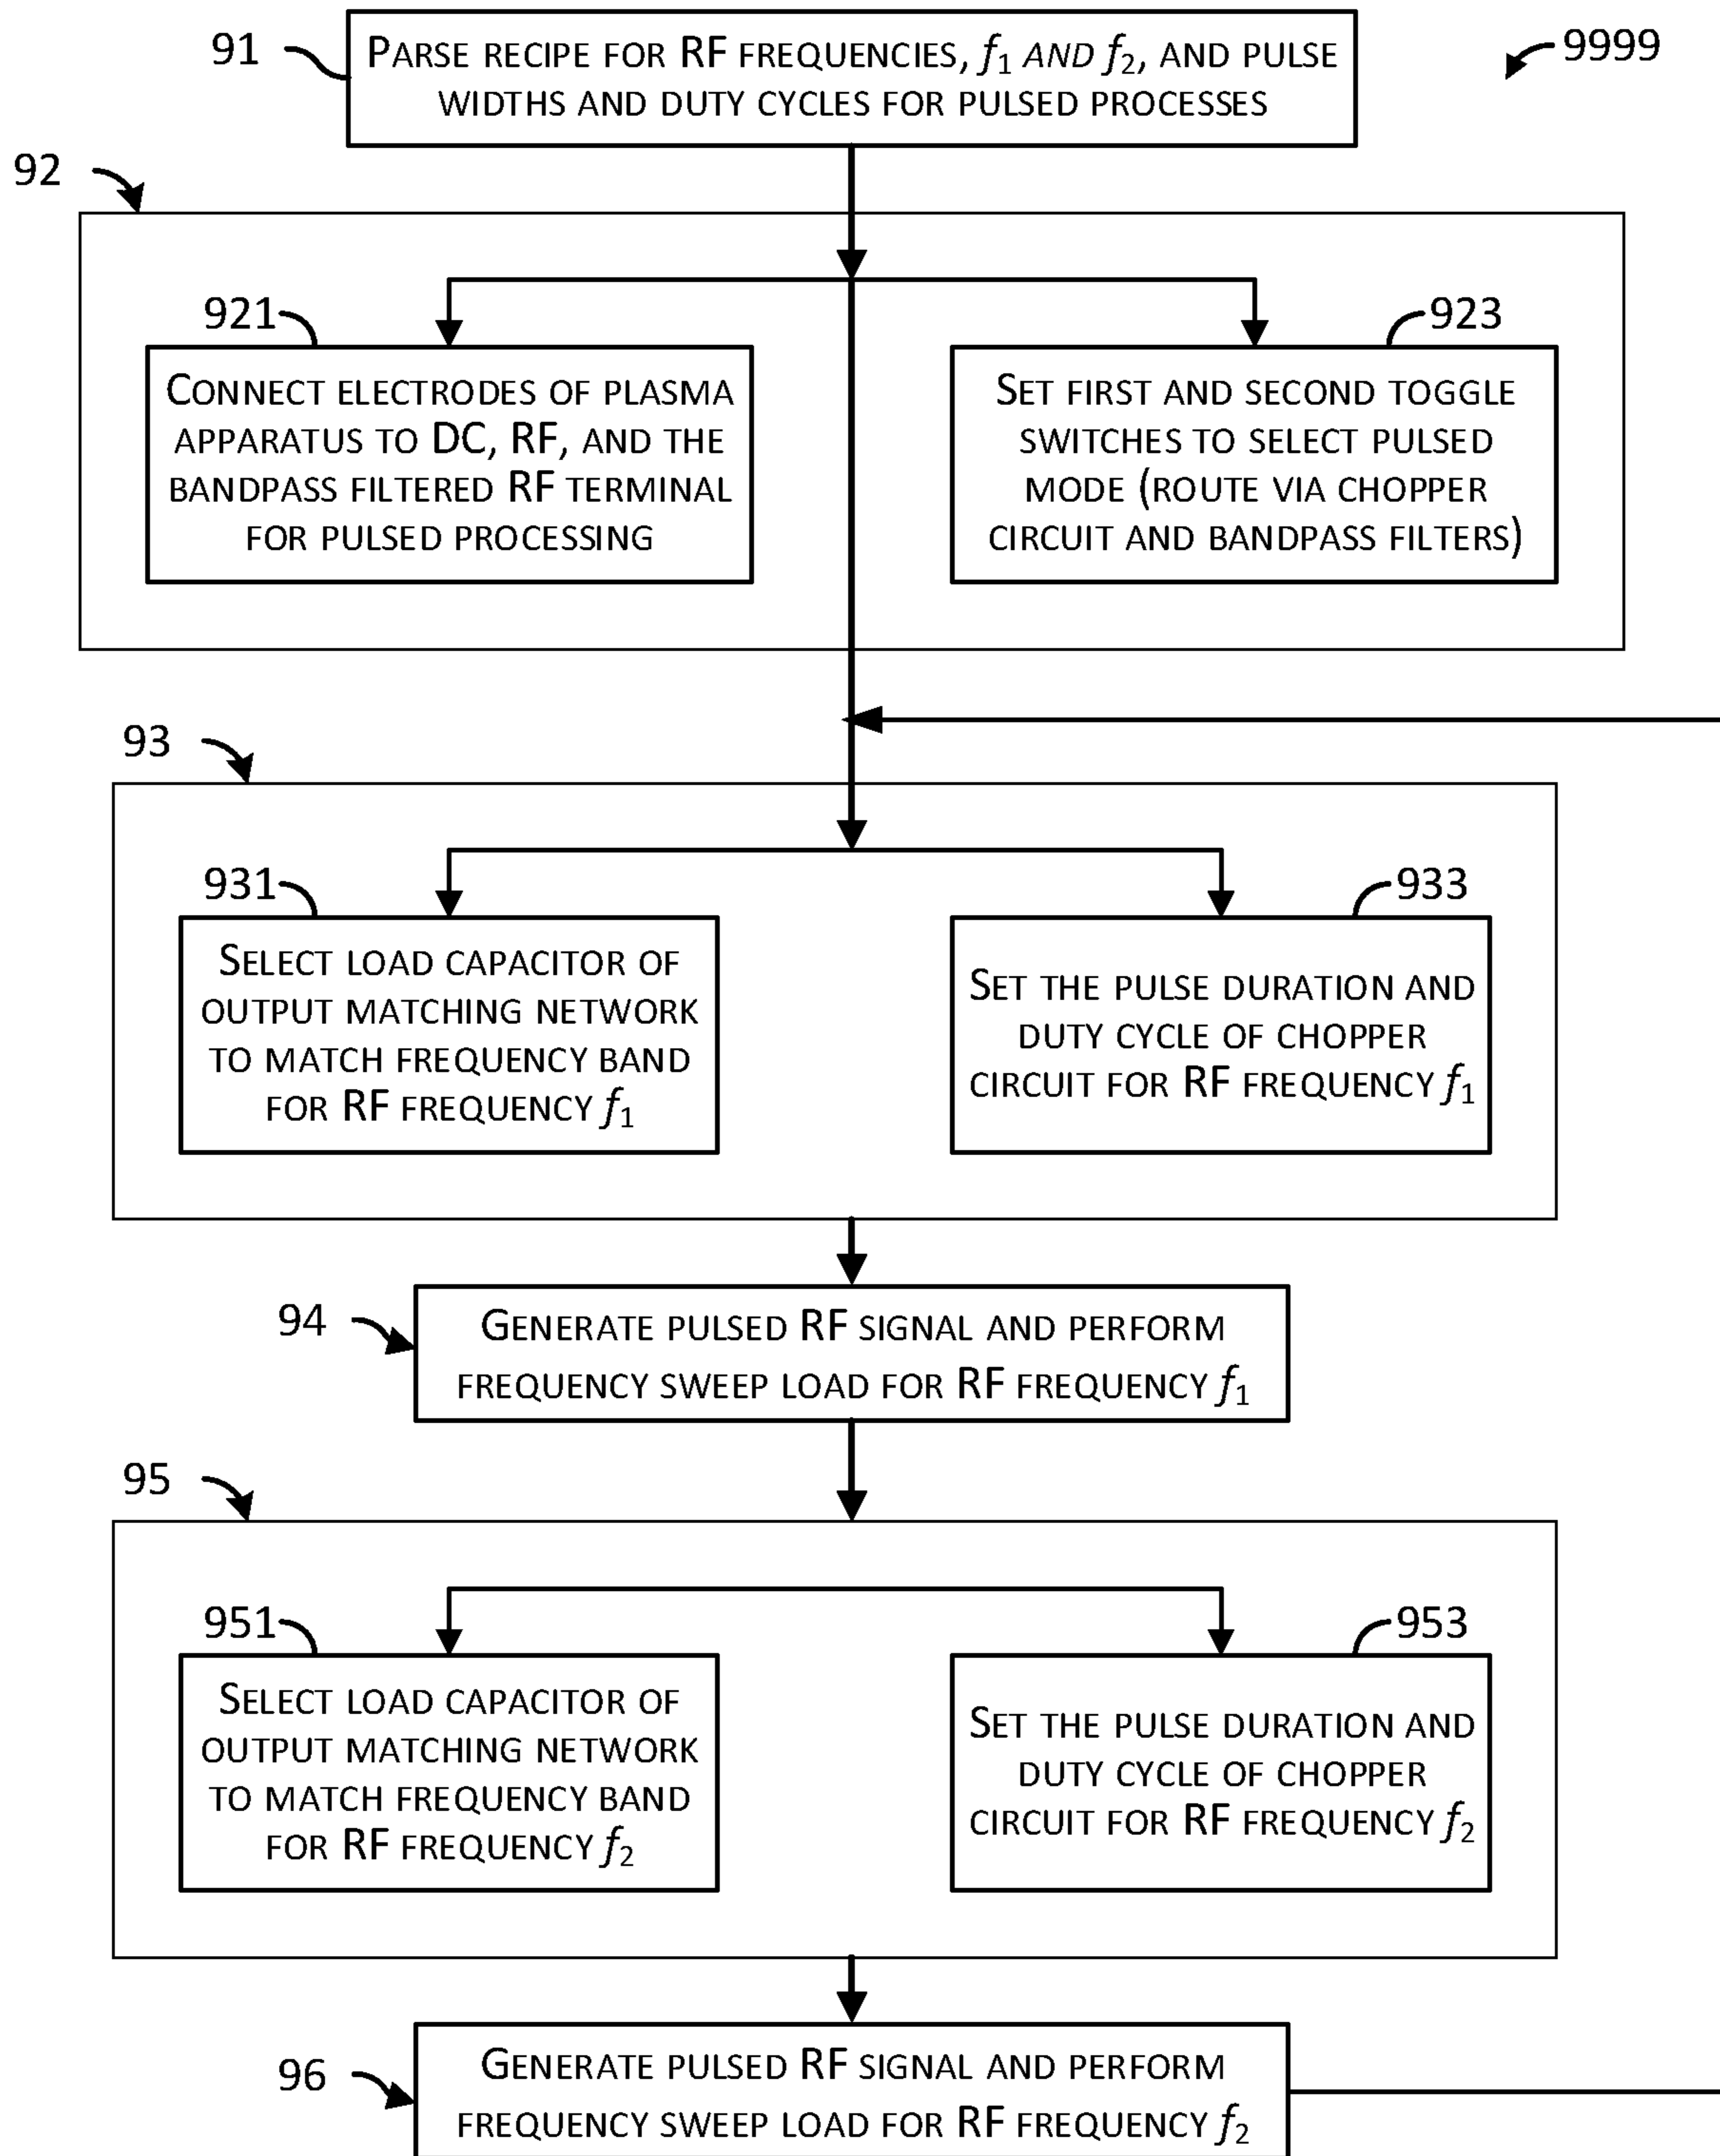 91
PARSE RECIPE FOR RF FREQUENCIES, f1 AND f2, AND PULSE
WIDTHS AND DUTY CYCLES FOR PULSED PROCESSES
9999
92
921
CONNECT ELECTRODES OF PLASMA
APPARATUS TO DC, RF, AND THE
BANDPASS FILTERED RF TERMINAL
FOR PULSED PROCESSING
923
SET FIRST AND SECOND TOGGLE
SWITCHES TO SELECT PULSED
MODE (ROUTE VIA CHOPPER
CIRCUIT AND BANDPASS FILTERS)
93
931
SELECT LOAD CAPACITOR OF
OUTPUT MATCHING NETWORK
TO MATCH FREQUENCY BAND
FOR RF FREQUENCY f1
933
SET THE PULSE DURATION AND
DUTY CYCLE OF CHOPPER
CIRCUIT FOR RF FREQUENCY f1
94
GENERATE PULSED RF SIGNAL AND PERFORM
FREQUENCY SWEEP LOAD FOR RF FREQUENCY f1
95
951
SELECT LOAD CAPACITOR OF
OUTPUT MATCHING NETWORK
TO MATCH FREQUENCY BAND
FOR RF FREQUENCY f2
953
SET THE PULSE DURATION AND
DUTY CYCLE OF CHOPPER
CIRCUIT FOR RF FREQUENCY f2
96
GENERATE PULSED RF SIGNAL AND PERFORM
FREQUENCY SWEEP LOAD FOR RF FREQUENCY f2